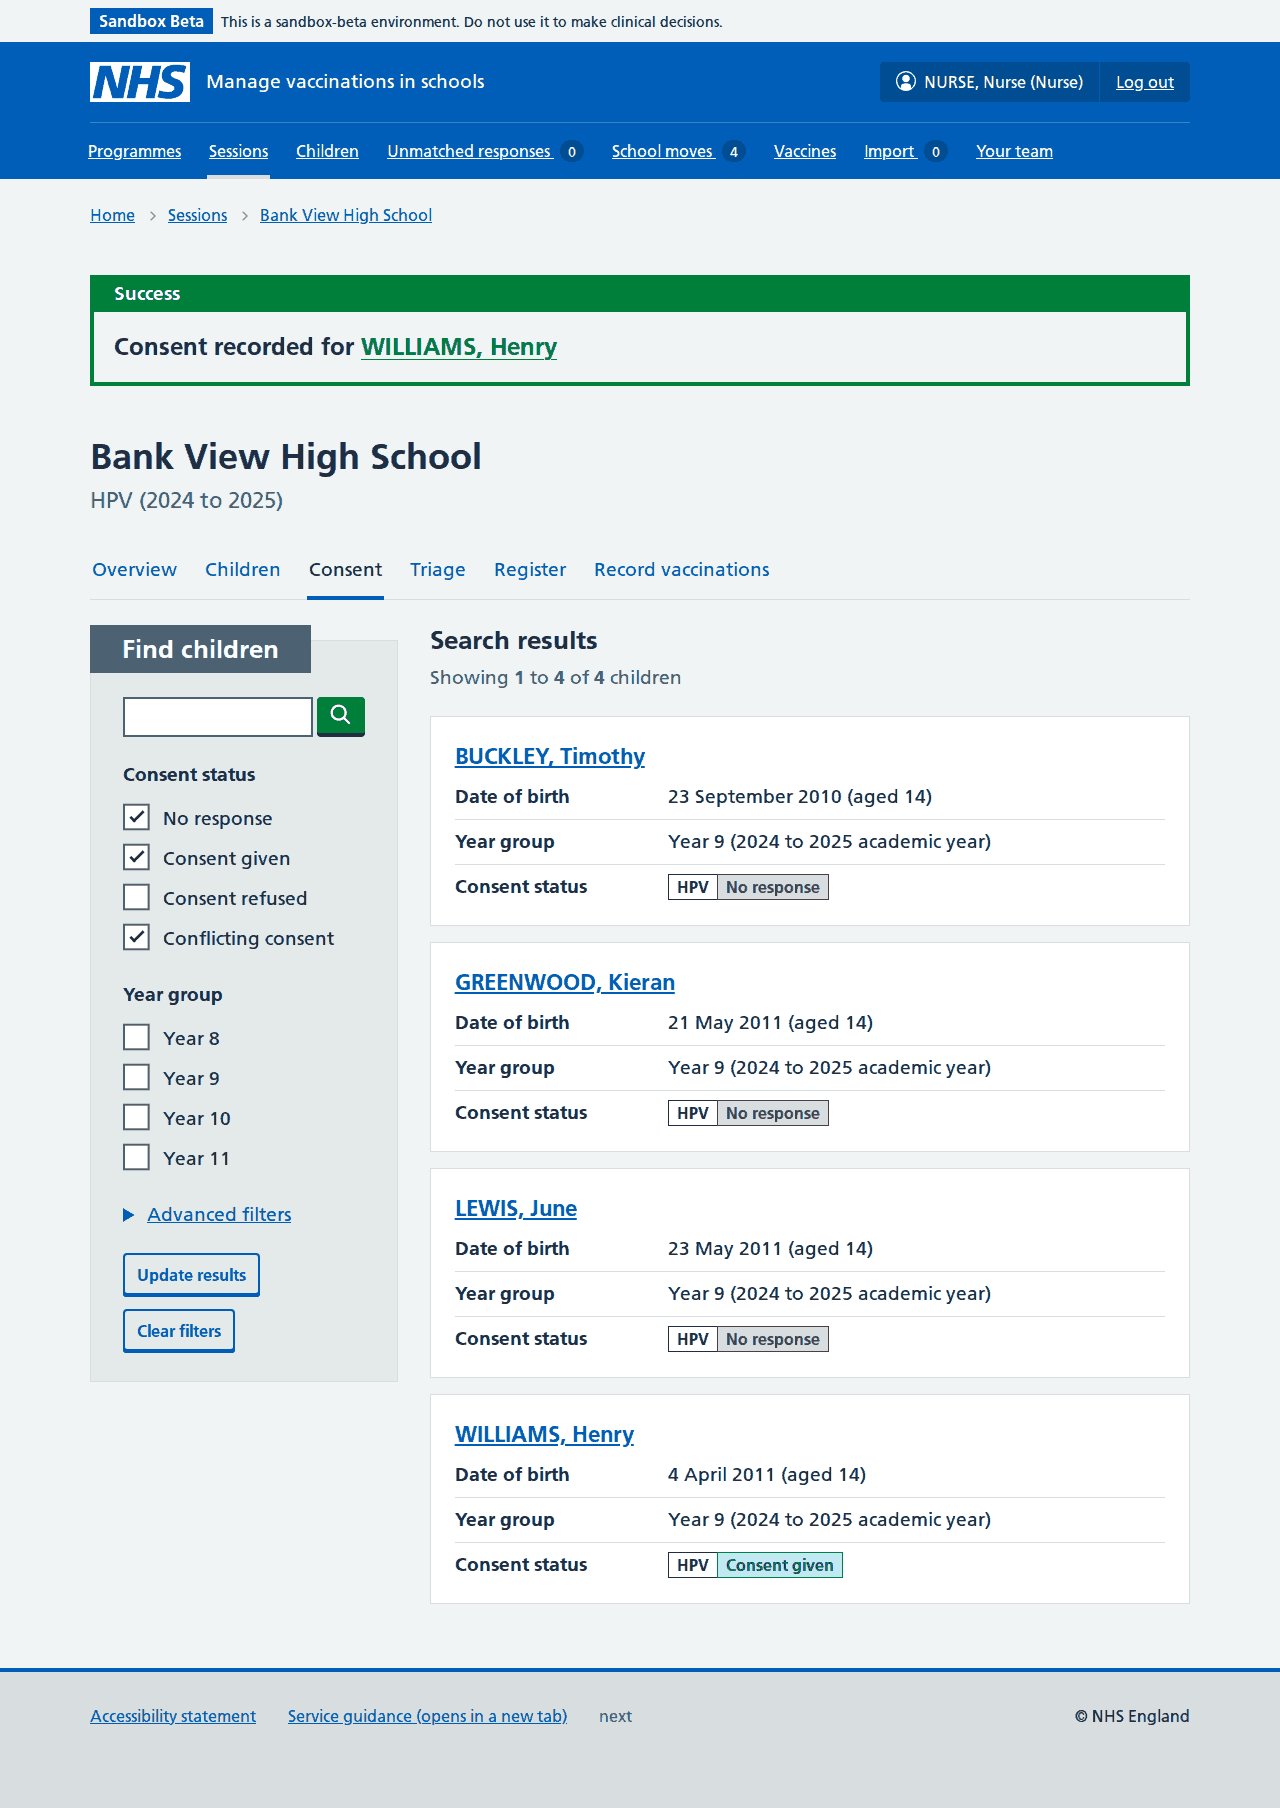 Sandbox Beta This is a sandbox-beta environment. Do not use it to make clinical decisions.
NHS Manage vaccinations in schools NURSE, Nurse (Nurse) Log out
Programmes Sessions Children Unmatched responses 0 School moves 4 Vaccines Import 0 Your team
Home Sessions Bank View High School
Success
Consent recorded for WILLIAMS, Henry
Bank View High School
HPV (2024 to 2025)
Overview Children Consent Triage Register Record vaccinations
Find children
Consent status
No response
Consent given
Consent refused
Conflicting consent
Year group
Year 8
Year 9
Year 10
Year 11
Advanced filters
Update results
Clear filters
Search results
Showing 1 to 4 of 4 children
BUCKLEY, Timothy
Date of birth 23 September 2010 (aged 14)
Year group Year 9 (2024 to 2025 academic year)
Consent status HPV No response
GREENWOOD, Kieran
Date of birth 21 May 2011 (aged 14)
Year group Year 9 (2024 to 2025 academic year)
Consent status HPV No response
LEWIS, June
Date of birth 23 May 2011 (aged 14)
Year group Year 9 (2024 to 2025 academic year)
Consent status HPV No response
WILLIAMS, Henry
Date of birth 4 April 2011 (aged 14)
Year group Year 9 (2024 to 2025 academic year)
Consent status HPV Consent given
Accessibility statement Service guidance (opens in a new tab) next © NHS England